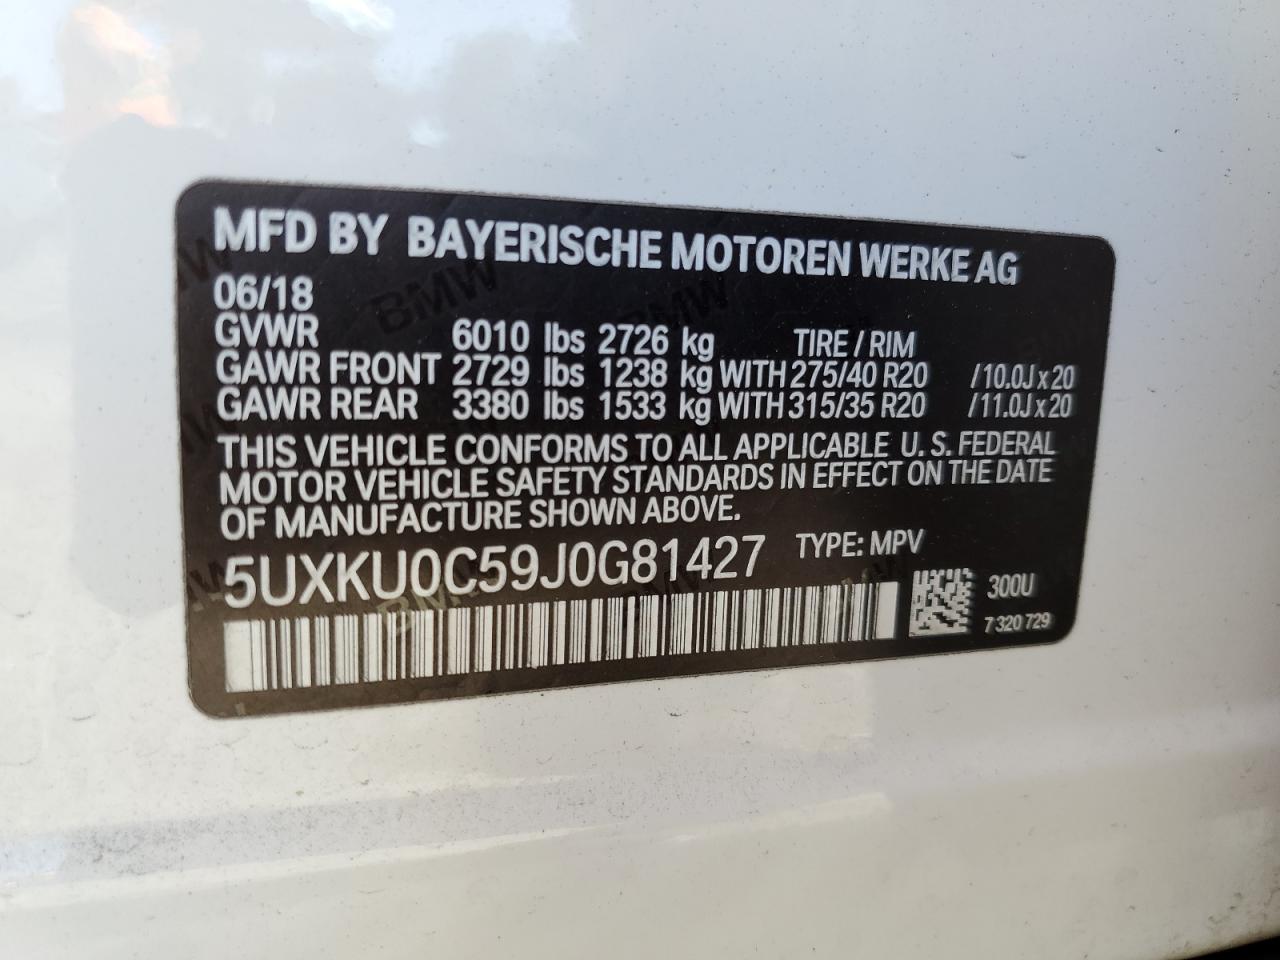 MFD BY BAYERISCHE MOTOREN WERKE AG
06/18
GVWR 6010 lbs 2726 kg TIRE / RIM
GAWR FRONT 2729 lbs 1238 kg WITH 275/40 R20 /10.0J x 20
GAWR REAR 3380 lbs 1533 kg WITH 315/35 R20 /11.0J x 20
THIS VEHICLE CONFORMS TO ALL APPLICABLE U.S. FEDERAL
MOTOR VEHICLE SAFETY STANDARDS IN EFFECT ON THE DATE
OF MANUFACTURE SHOWN ABOVE.
5UXKU0C59J0G81427 TYPE: MPV
300U
7 320 729